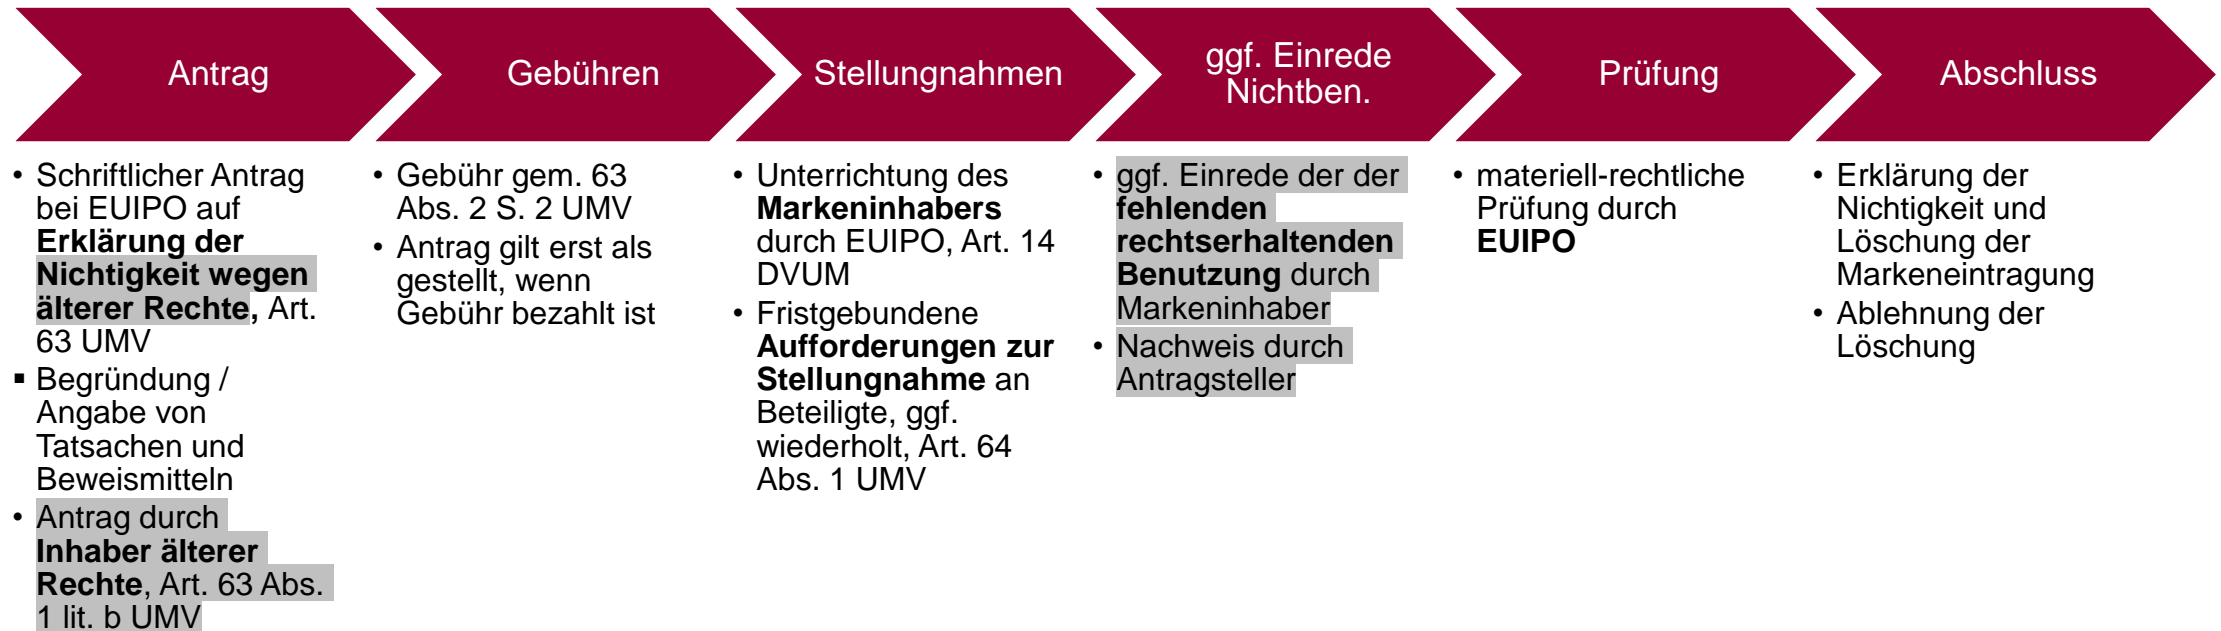 Antrag
Gebühren
Stellungnahmen
ggf. Einrede
Nichtben.
Prüfung
Abschluss
• Schriftlicher Antrag
bei EUIPO auf
Erklärung der
Nichtigkeit wegen
älterer Rechte, Art.
63 UMV
▪ Begründung /
Angabe von
Tatsachen und
Beweismitteln
• Antrag durch
Inhaber älterer
Rechte, Art. 63 Abs.
1 lit. b UMV
• Gebühr gem. 63
Abs. 2 S. 2 UMV
• Antrag gilt erst als
gestellt, wenn
Gebühr bezahlt ist
• Unterrichtung des
Markeninhabers
durch EUIPO, Art. 14
DVUM
• Fristgebundene
Aufforderungen zur
Stellungnahme an
Beteiligte, ggf.
wiederholt, Art. 64
Abs. 1 UMV
• ggf. Einrede der der
fehlenden
rechtserhaltenden
Benutzung durch
Markeninhaber
• Nachweis durch
Antragsteller
• materiell-rechtliche
Prüfung durch
EUIPO
• Erklärung der
Nichtigkeit und
Löschung der
Markeneintragung
• Ablehnung der
Löschung